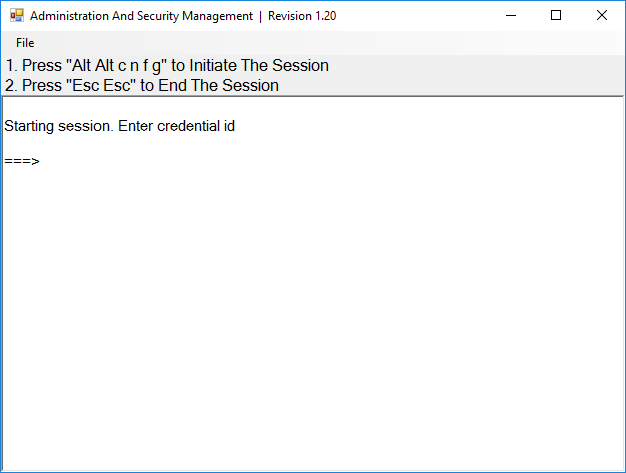 Administration And Security Management | Revision 1.20
File
1. Press "Alt Alt c n f g" to Initiate The Session
2. Press "Esc Esc" to End The Session
Starting session. Enter credential id
===>